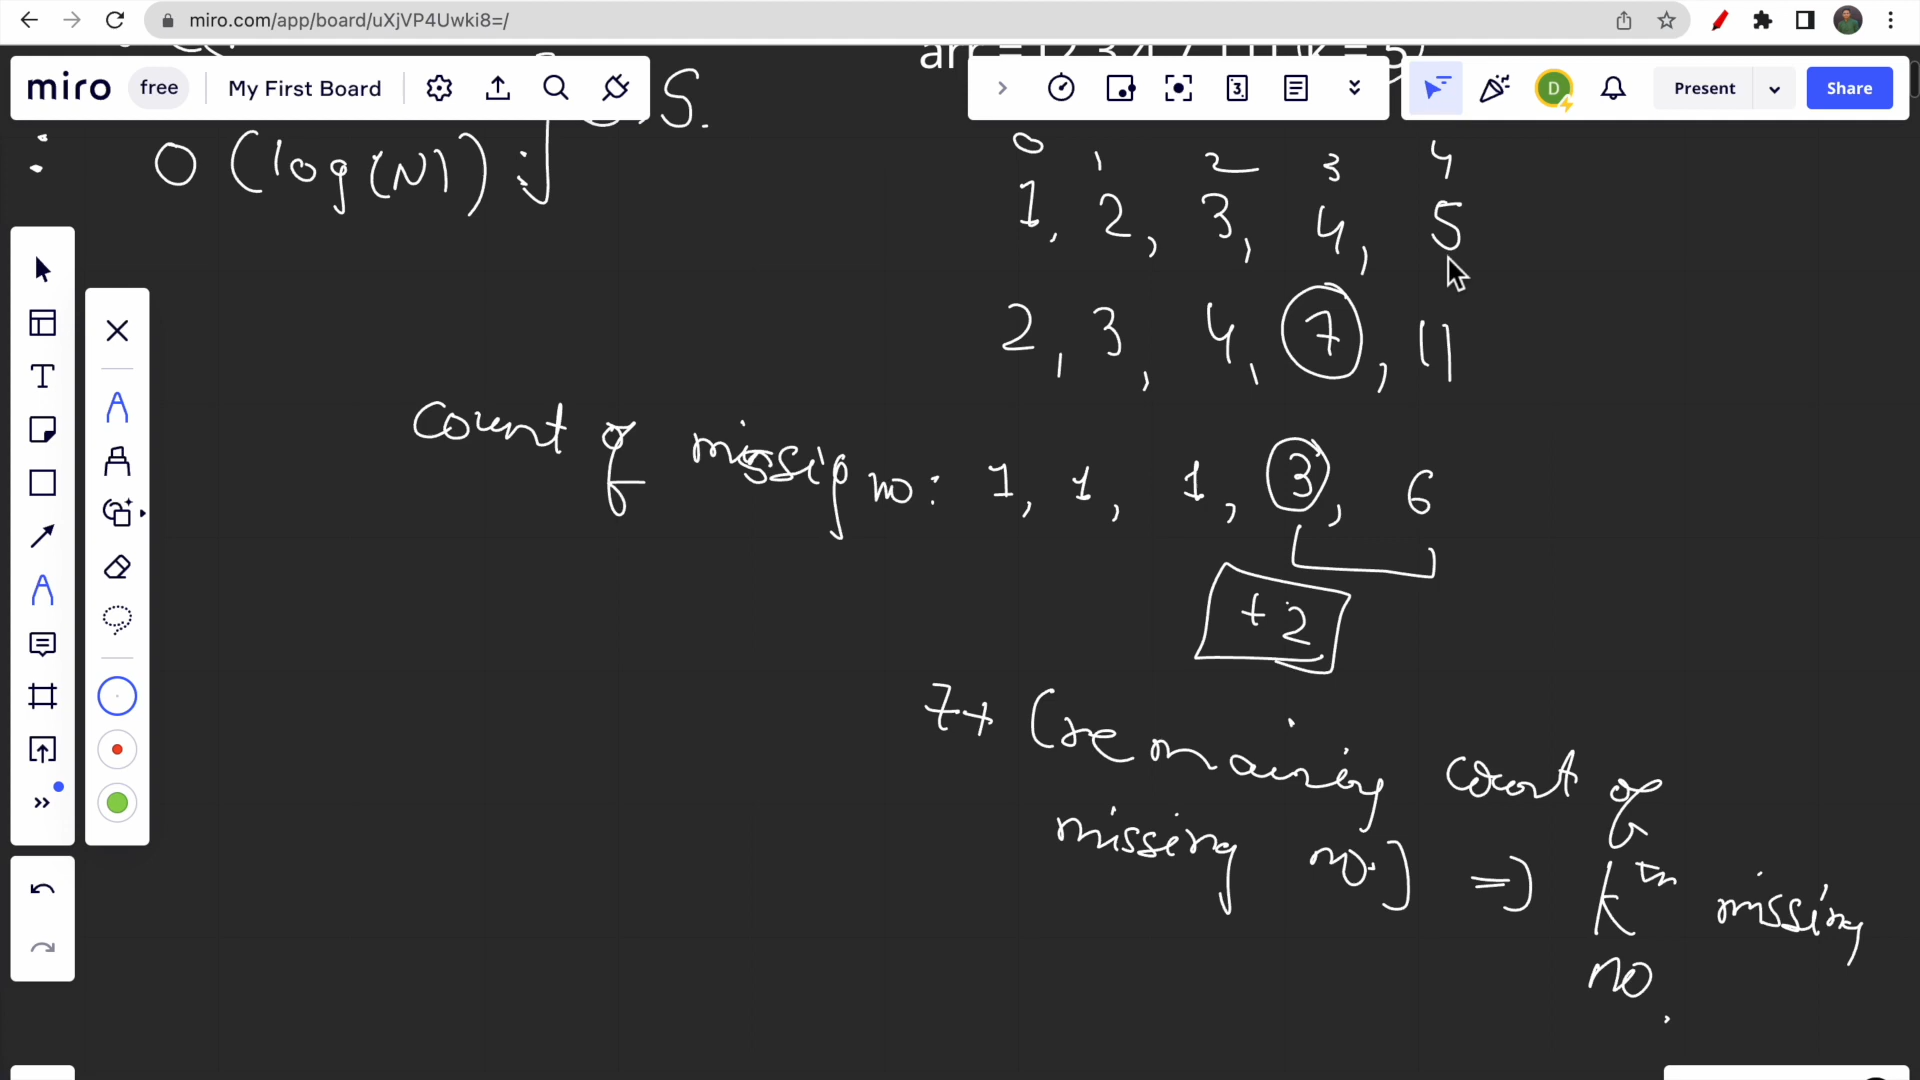 miro.com/app/board/uXjVP4Uwki8=/
miro free My First Board
Present Share
D
3
S.
: O (log(N))
0 1 2 3 4
1, 2, 3, 4, 5
2, 3, 4, 7, 11
count of missing no: 1, 1, 1, 3, 6
+2
7+ (remaining count of
missing no.) =)
kth missing
no.